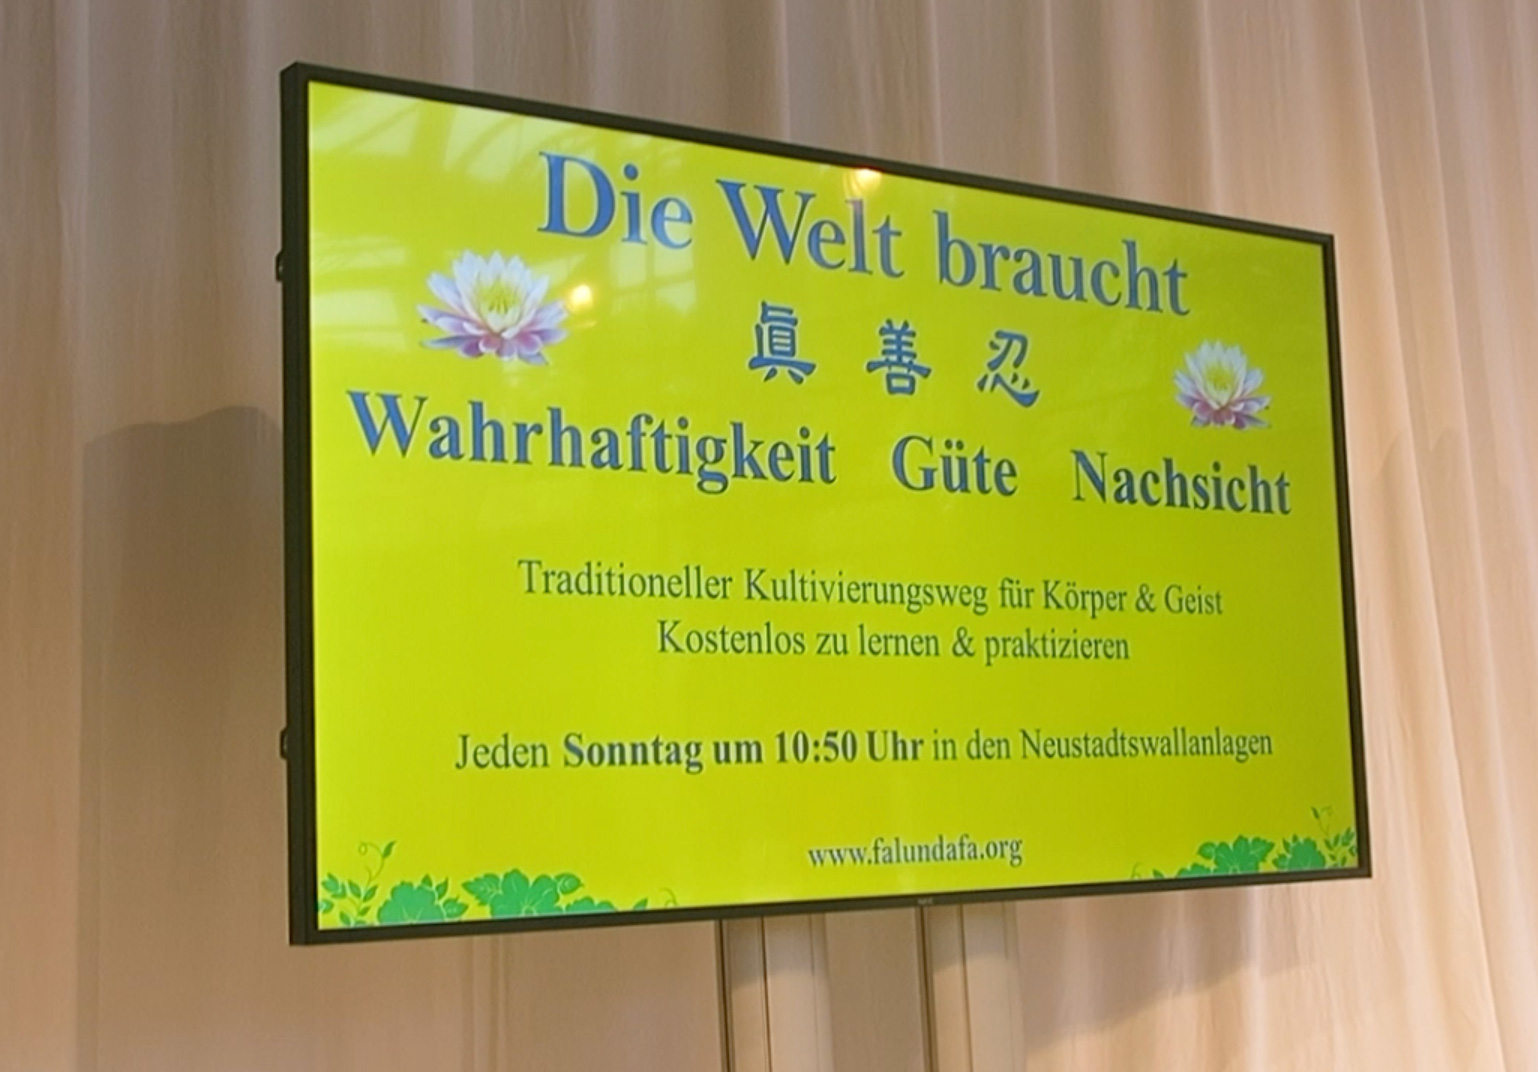 Die Welt braucht
眞 善 忍
Wahrhaftigkeit Güte Nachsicht
Traditioneller Kultivierungsweg für Körper & Geist
Kostenlos zu lernen & praktizieren
Jeden Sonntag um 10:50 Uhr in den Neustadtswallanlagen
www.falundafa.org